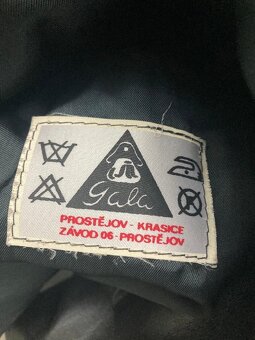 Gala
PROSTĚJOV - KRASICE
ZÁVOD 06 - PROSTĚJOV